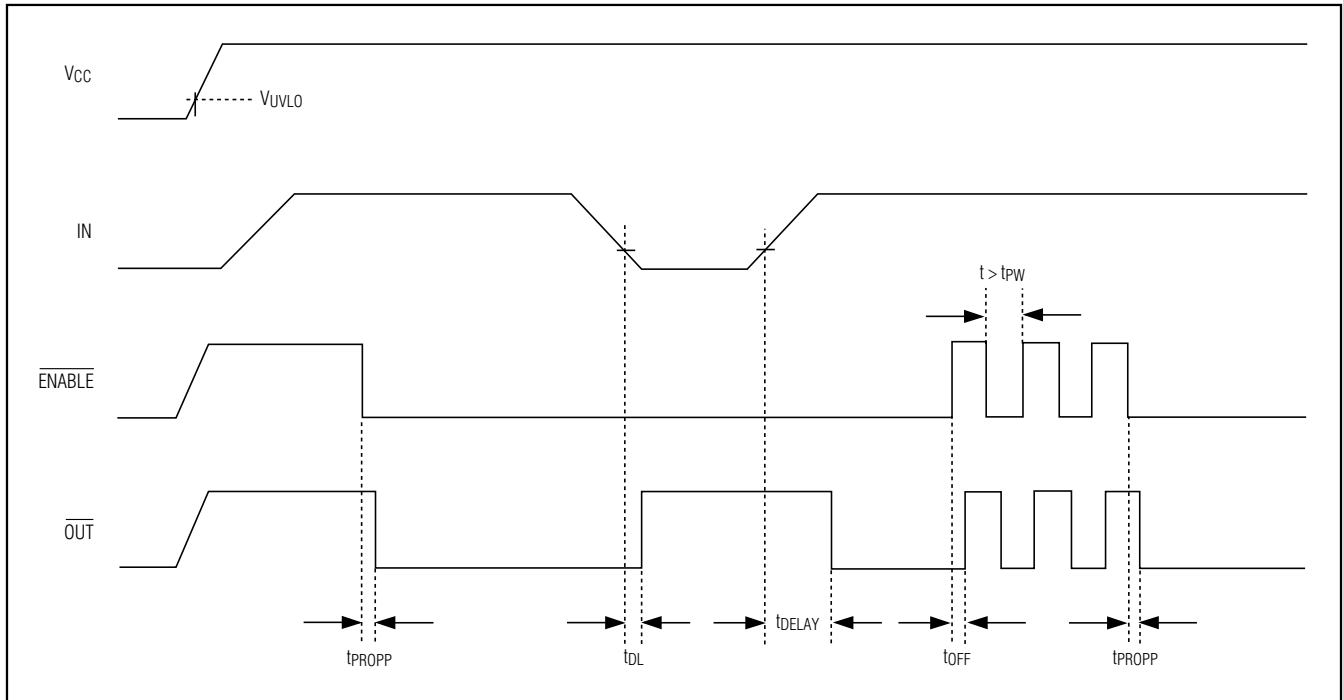 VCC
VUVLO
IN
t > tPW
ENABLE
OUT
tPROPP
tDL
tDELAY
tOFF
tPROPP